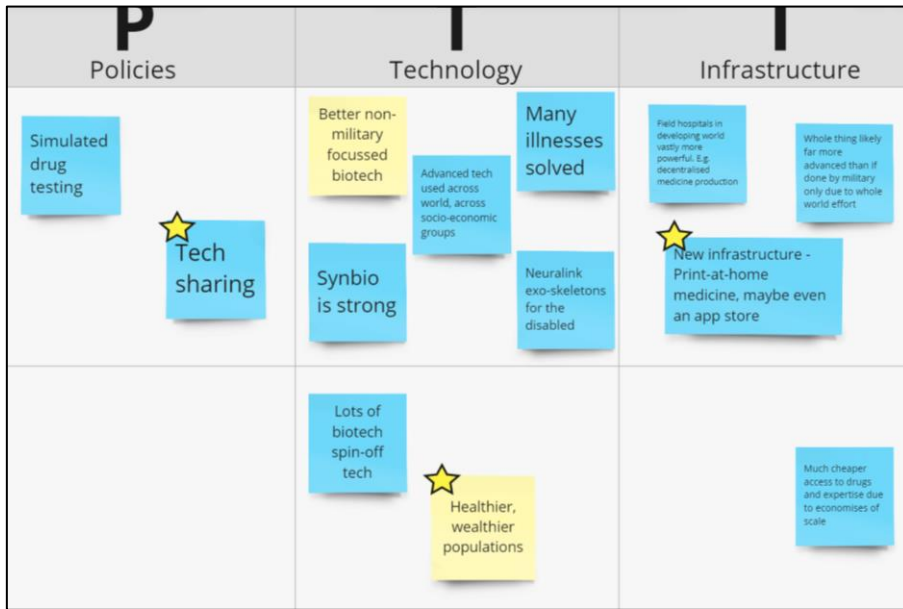 P
T
I
Policies
Technology
Infrastructure
Simulated
drug
testing
Tech
sharing
Better non-
military
focussed
biotech
Advanced tech
used across
world, across
socio-economic
groups
Many
illnesses
solved
Synbio
is strong
Neuralink
exo-skeletons
for the
disabled
Field hospitals in
developing world
vastly more
powerful. E.g.
decentralised
medicine production
Whole thing likely
far more
advanced than if
done by military
only due to whole
world effort
New infrastructure -
Print-at-home
medicine, maybe even
an app store
Lots of
biotech
spin-off
tech
Healthier,
wealthier
populations
Much cheaper
access to drugs
and expertise due
to economises of
scale